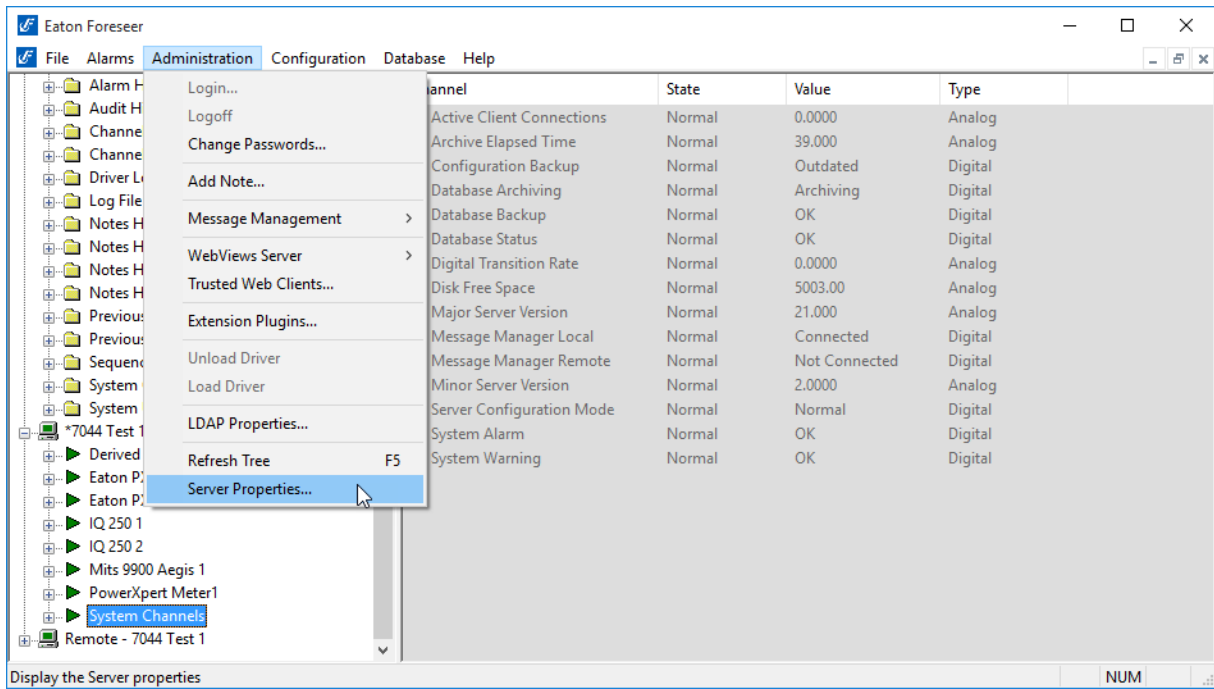 Eaton Foreseer
File Alarms Administration Configuration Database Help
Alarm H
Audit H
Channe
Channe
Driver L
Log File
Notes H
Notes H
Notes H
Notes H
Previous
Previous
Sequenc
System
System
*7044 Test 1
Derived
Eaton P
Eaton P
IQ 250 1
IQ 250 2
Mits 9900 Aegis 1
PowerXpert Meter1
System Channels
Remote - 7044 Test 1
Login...
Logoff
Change Passwords...
Add Note...
Message Management
WebViews Server
Trusted Web Clients...
Extension Plugins...
Unload Driver
Load Driver
LDAP Properties...
Refresh Tree F5
Server Properties...
annel State Value Type
Active Client Connections Normal 0.0000 Analog
Archive Elapsed Time Normal 39.000 Analog
Configuration Backup Normal Outdated Digital
Database Archiving Normal Archiving Digital
Database Backup Normal OK Digital
Database Status Normal OK Digital
Digital Transition Rate Normal 0.0000 Analog
Disk Free Space Normal 5003.00 Analog
Major Server Version Normal 21.000 Analog
Message Manager Local Normal Connected Digital
Message Manager Remote Normal Not Connected Digital
Minor Server Version Normal 2.0000 Analog
Server Configuration Mode Normal Normal Digital
System Alarm Normal OK Digital
System Warning Normal OK Digital
Display the Server properties NUM